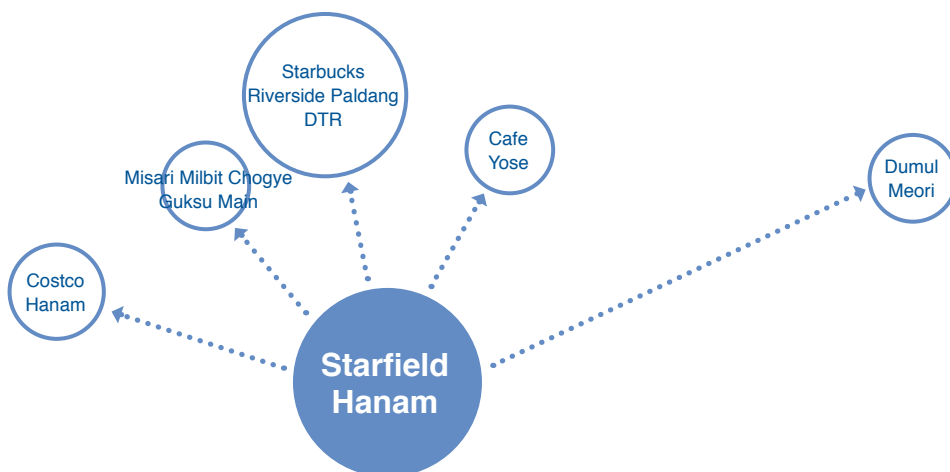 Starbucks
Riverside Paldang
DTR
Cafe
Yose
Misari Milbit Chogye
Guksu Main
Dumul
Meori
Costco
Hanam
Starfield
Hanam